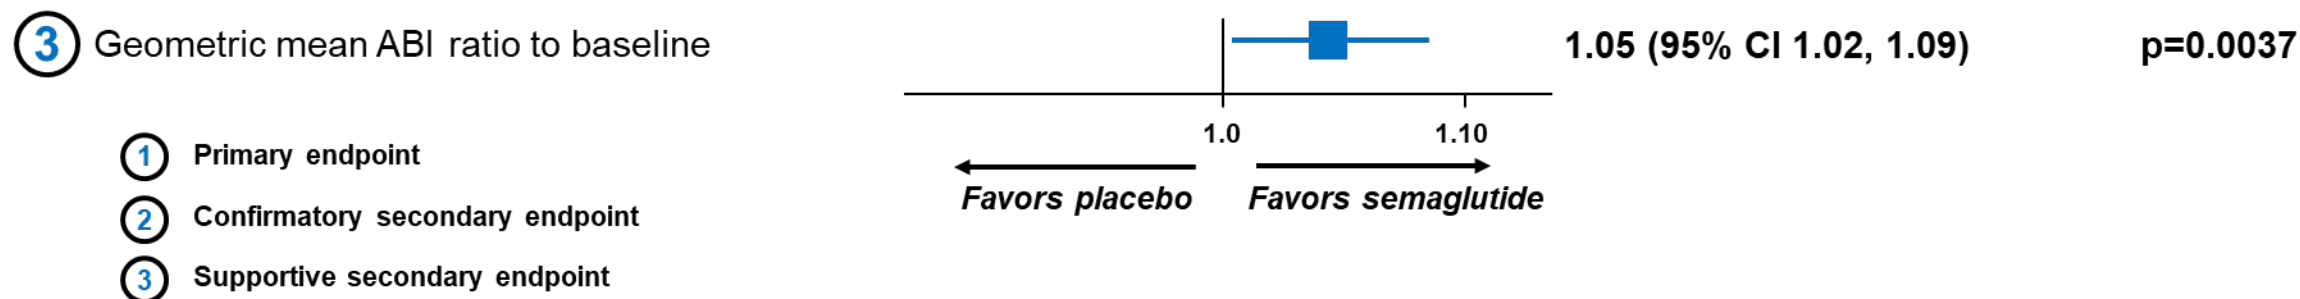 3 Geometric mean ABI ratio to baseline 1.05 (95% CI 1.02, 1.09) p=0.0037
1.0 1.10
1 Primary endpoint
Favors placebo Favors semaglutide
2 Confirmatory secondary endpoint
3 Supportive secondary endpoint